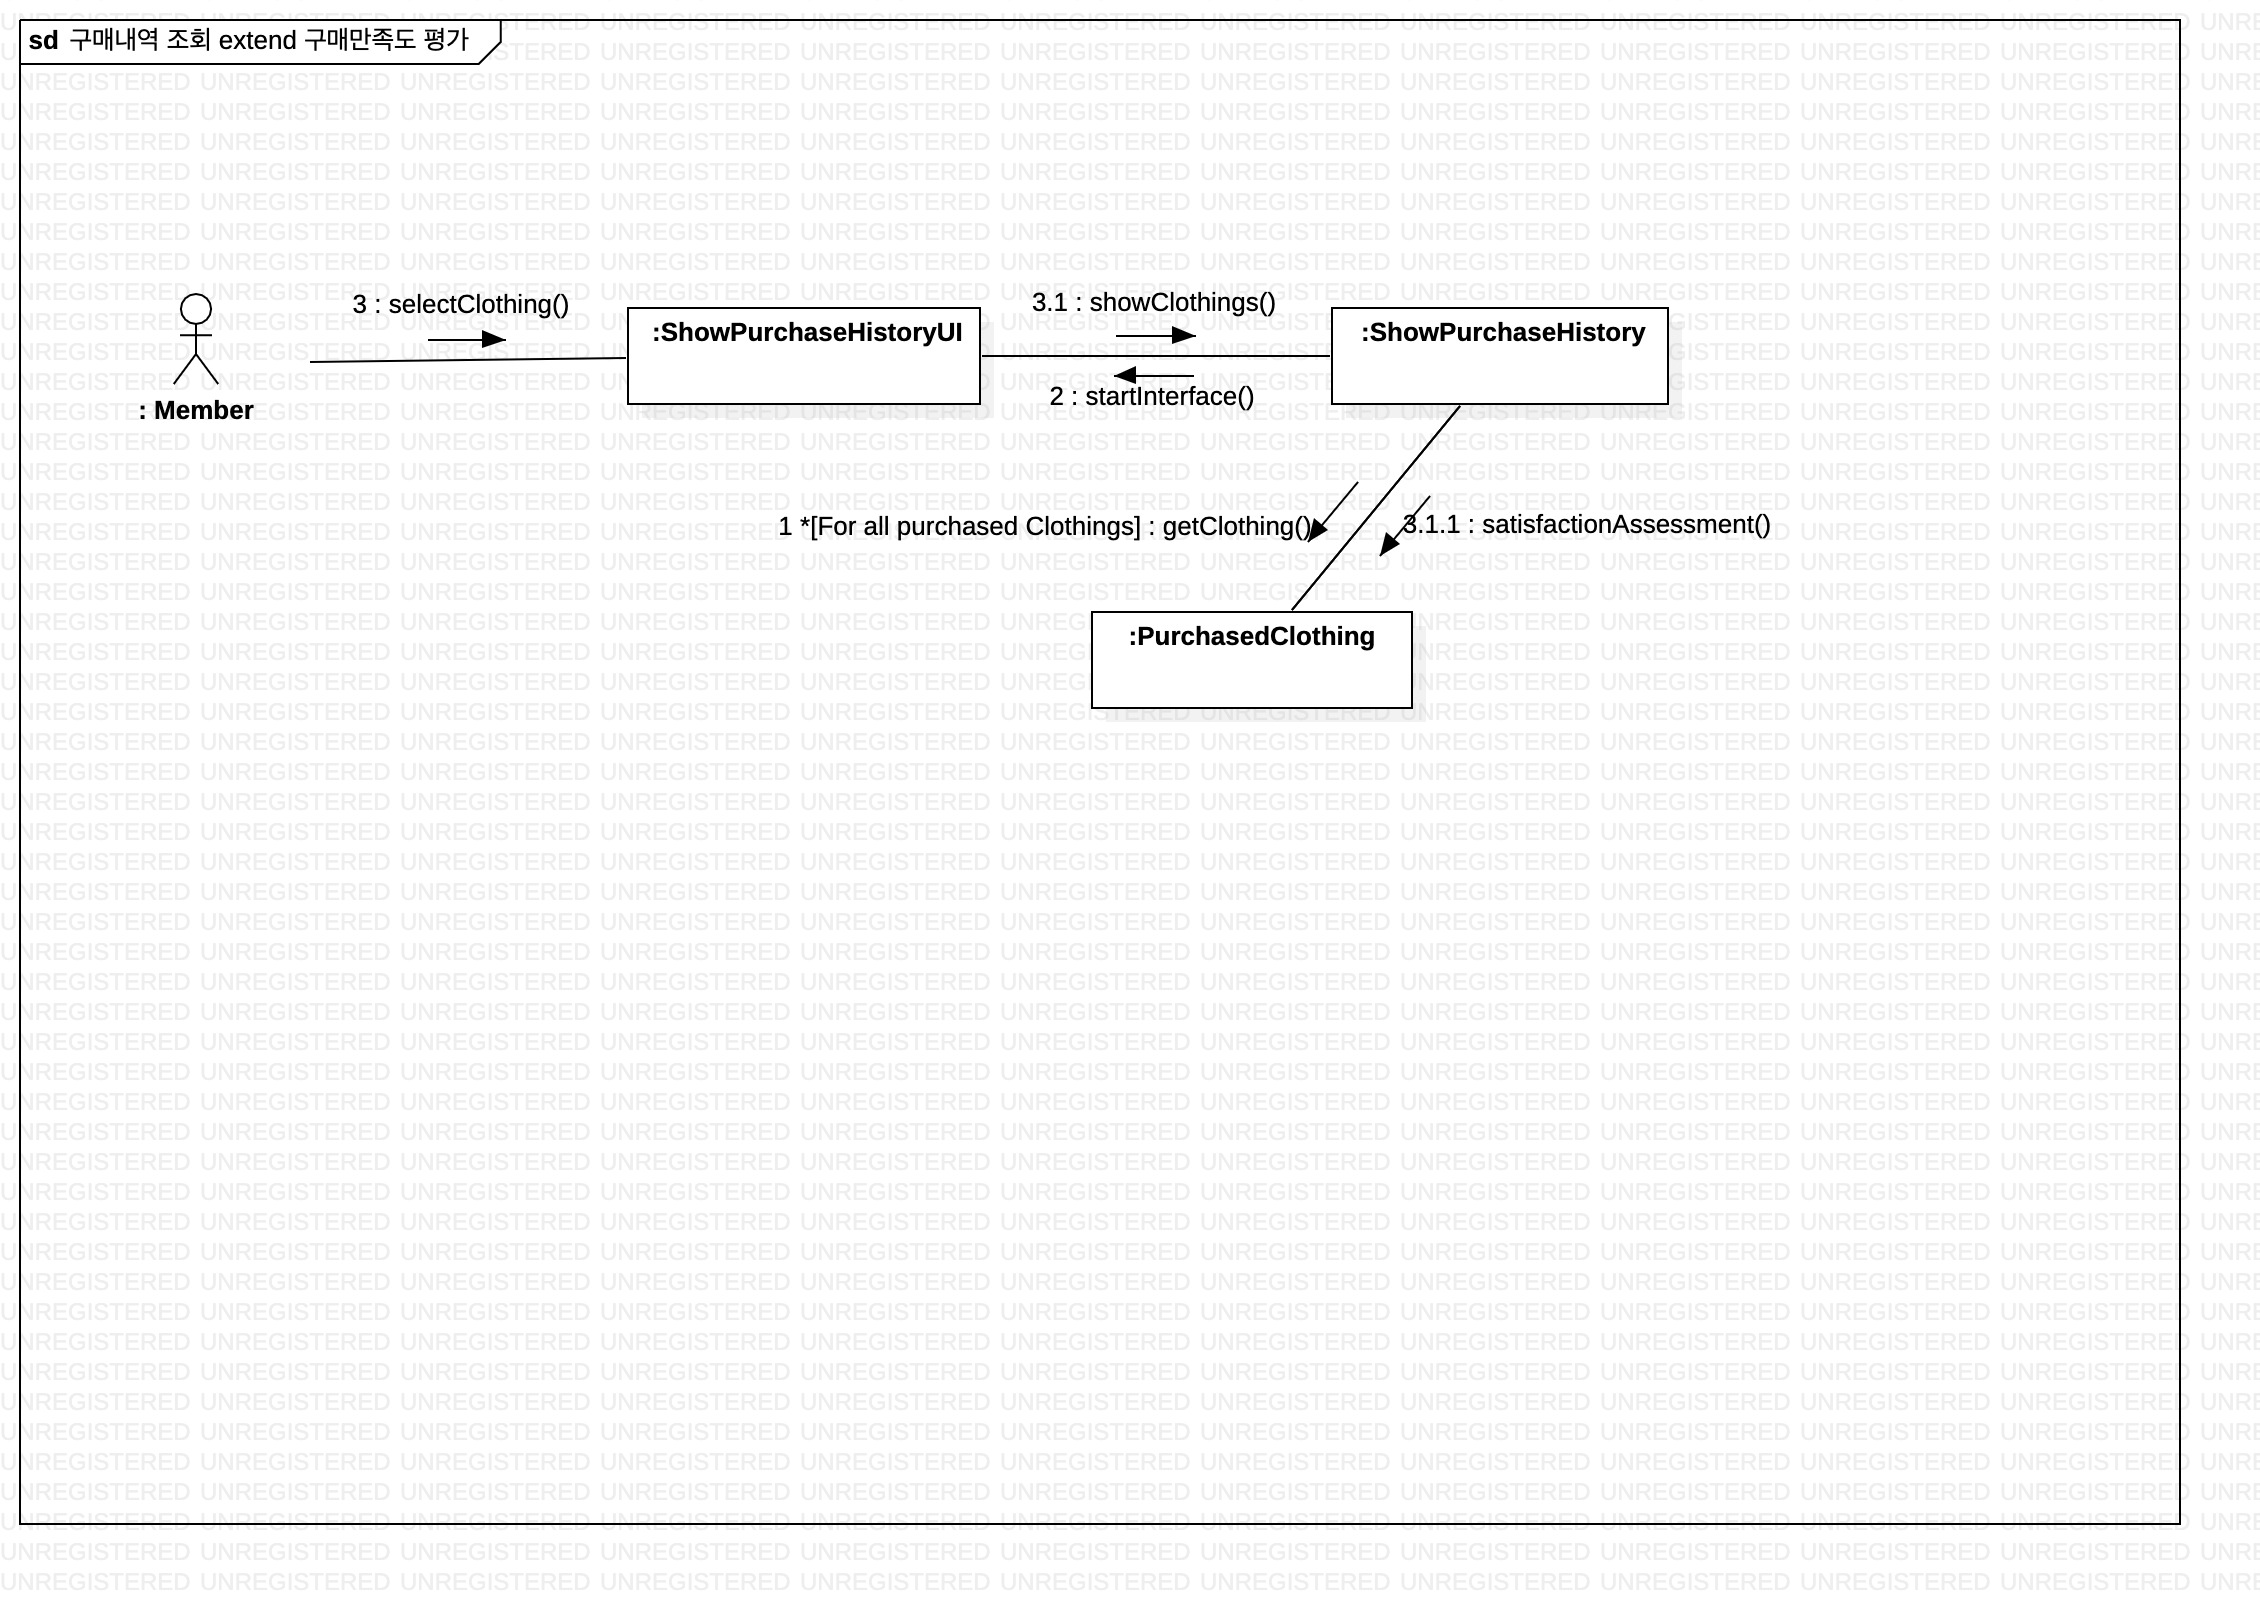 sd 구매내역 조회 extend 구매만족도 평가
3 : selectClothing()
3.1 : showClothings()
:ShowPurchaseHistoryUI
:ShowPurchaseHistory
2 : startInterface()
: Member
1 *[For all purchased Clothings] : getClothing()
3.1.1 : satisfactionAssessment()
:PurchasedClothing
UNREGISTERED